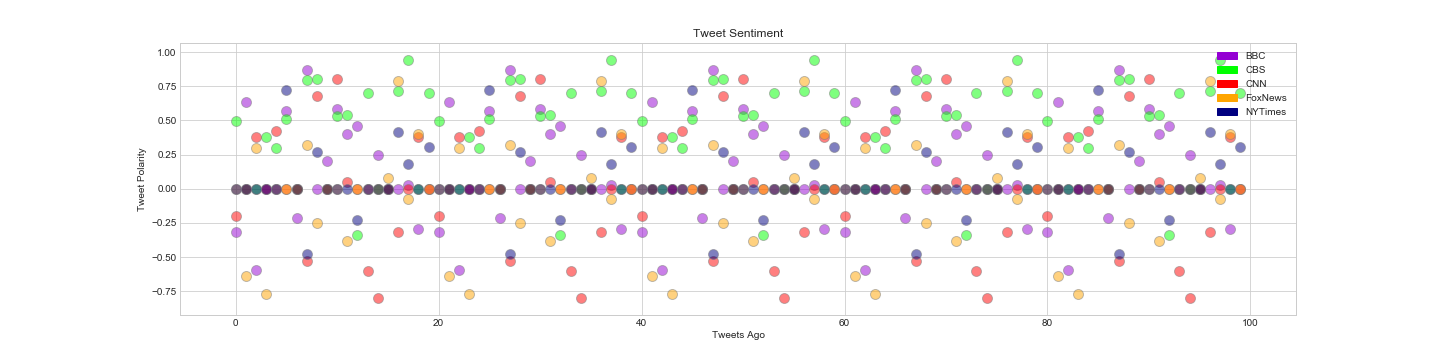 Tweet Sentiment
1.00
0.75
0.50
0.25
0.00
−0.25
−0.50
−0.75
Tweet Polarity
0
20
40
60
80
100
Tweets Ago
BBC
CBS
CNN
FoxNews
NYTimes